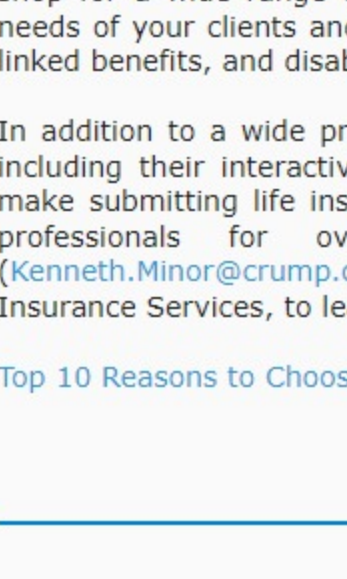 needs of your clients and
linked benefits, and disab
In addition to a wide pr
including their interactiv
make submitting life ins
professionals for ov
(Kenneth.Minor@crump.c
Insurance Services, to le
Top 10 Reasons to Choos